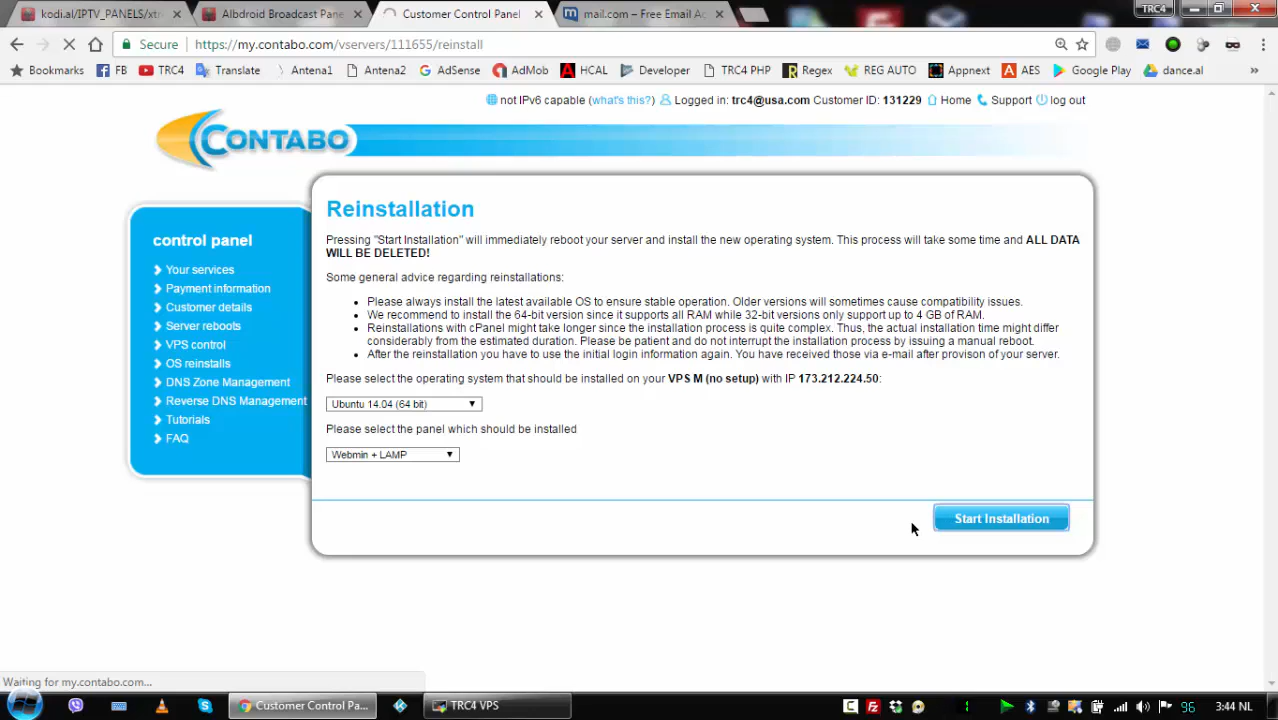 kodi.al/IPTV_PANELS/xtr
Albdroid Broadcast Pane
Customer Control Panel
mail.com – Free Email Ac
TRC4
Secure
https://my.contabo.com/vservers/111655/reinstall
Bookmarks
FB
TRC4
Translate
Antena1
Antena2
AdSense
AdMob
HCAL
Developer
TRC4 PHP
Regex
REG AUTO
Appnext
AES
Google Play
dance.al
»
not IPv6 capable (what's this?) Logged in: trc4@usa.com Customer ID: 131229 Home Support log out
CONTABO
control panel
Your services
Payment information
Customer details
Server reboots
VPS control
OS reinstalls
DNS Zone Management
Reverse DNS Management
Tutorials
FAQ
Reinstallation
Pressing "Start Installation" will immediately reboot your server and install the new operating system. This process will take some time and ALL DATA
WILL BE DELETED!
Some general advice regarding reinstallations:
• Please always install the latest available OS to ensure stable operation. Older versions will sometimes cause compatibility issues.
• We recommend to install the 64-bit version since it supports all RAM while 32-bit versions only support up to 4 GB of RAM.
• Reinstallations with cPanel might take longer since the installation process is quite complex. Thus, the actual installation time might differ
considerably from the estimated duration. Please be patient and do not interrupt the installation process by issuing a manual reboot.
• After the reinstallation you have to use the initial login information again. You have received those via e-mail after provison of your server.
Please select the operating system that should be installed on your VPS M (no setup) with IP 173.212.224.50:
Ubuntu 14.04 (64 bit)
Please select the panel which should be installed
Webmin + LAMP
Start Installation
Waiting for my.contabo.com...
Customer Control Pa...
TRC4 VPS
1
96
3:44 NL